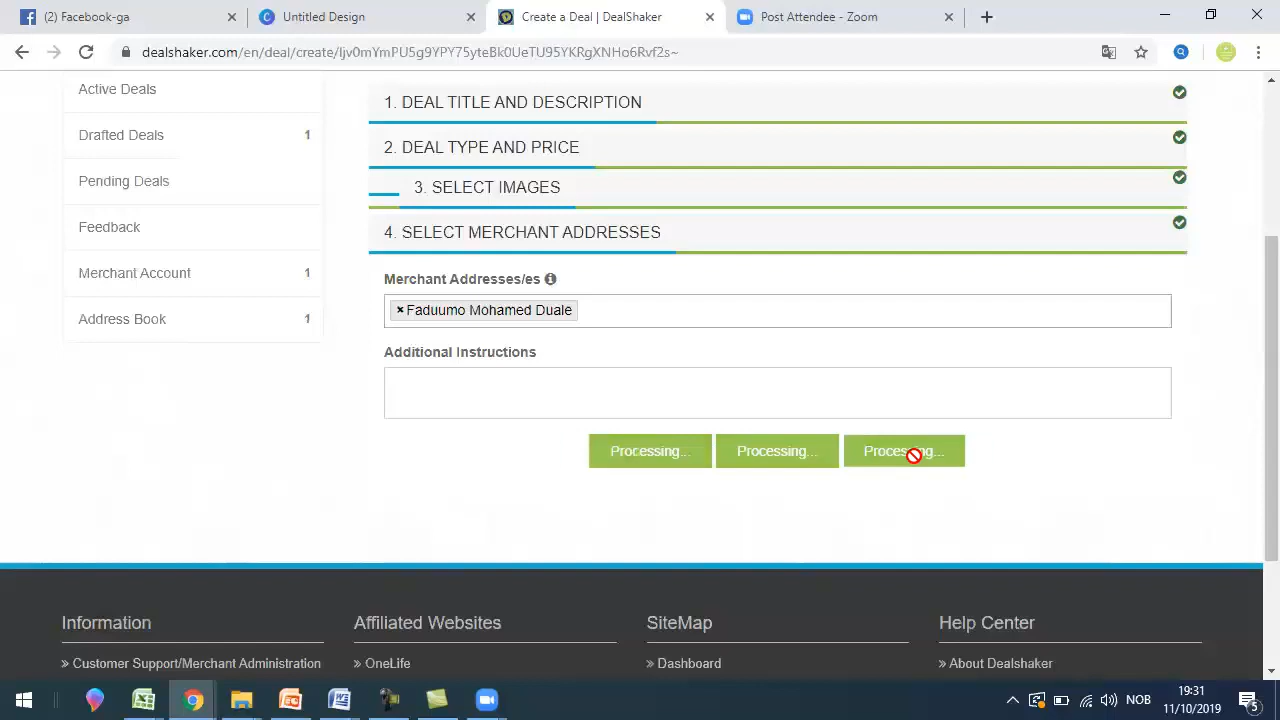 (2) Facebook-ga
Untitled Design
Create a Deal | DealShaker
Post Attendee - Zoom
dealshaker.com/en/deal/create/Ijv0mYmPU5g9YPY75yteBk0UeTU95YKRgXNHo6Rvf2s~
Active Deals
Drafted Deals 1
Pending Deals
Feedback
Merchant Account 1
Address Book 1
1. DEAL TITLE AND DESCRIPTION
2. DEAL TYPE AND PRICE
3. SELECT IMAGES
4. SELECT MERCHANT ADDRESSES
Merchant Addresses/es
× Faduumo Mohamed Duale
Additional Instructions
Processing... Processing... Processing...
Information
» Customer Support/Merchant Administration
Affiliated Websites
» OneLife
SiteMap
» Dashboard
Help Center
» About Dealshaker
NOB
19:31
11/10/2019
5